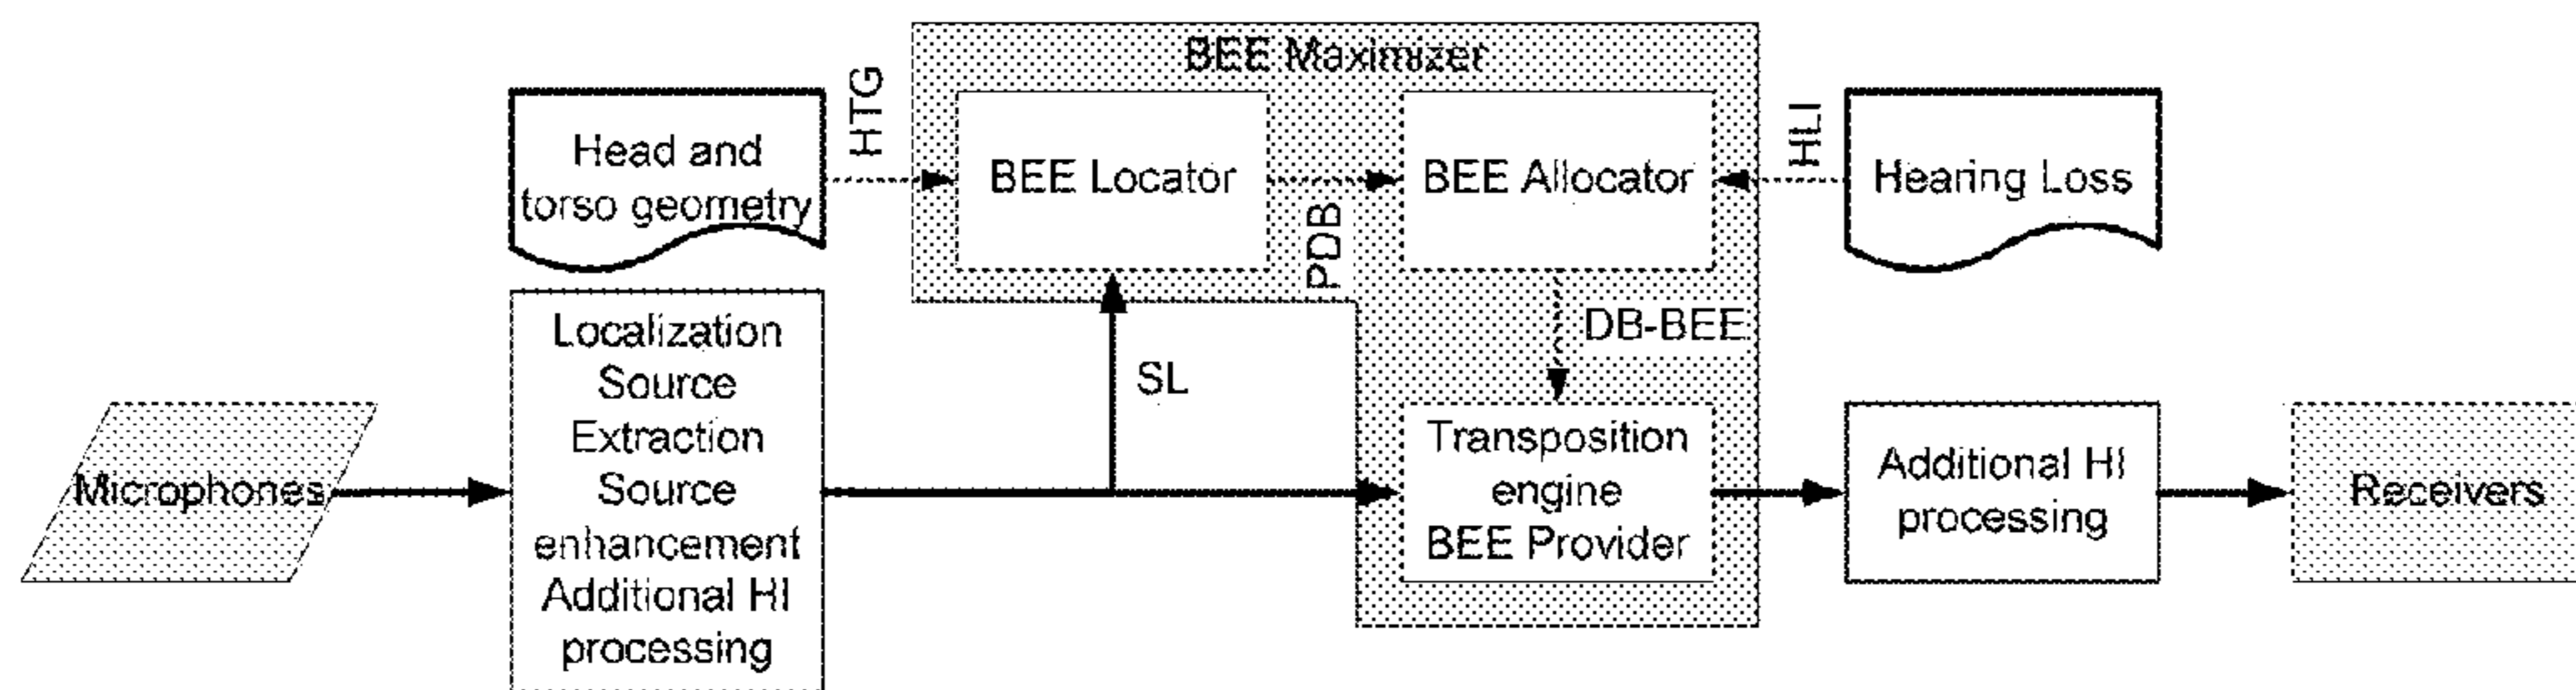 BEE Maximizer
HTG
Head and
torso geometry
BEE Locator
PDB
BEE Allocator
HLI
Hearing Loss
Localization
Source
Extraction
Source
enhancement
Additional HI
processing
SL
DB-BEE
Microphones
Transposition
engine
BEE Provider
Additional HI
processing
Receivers